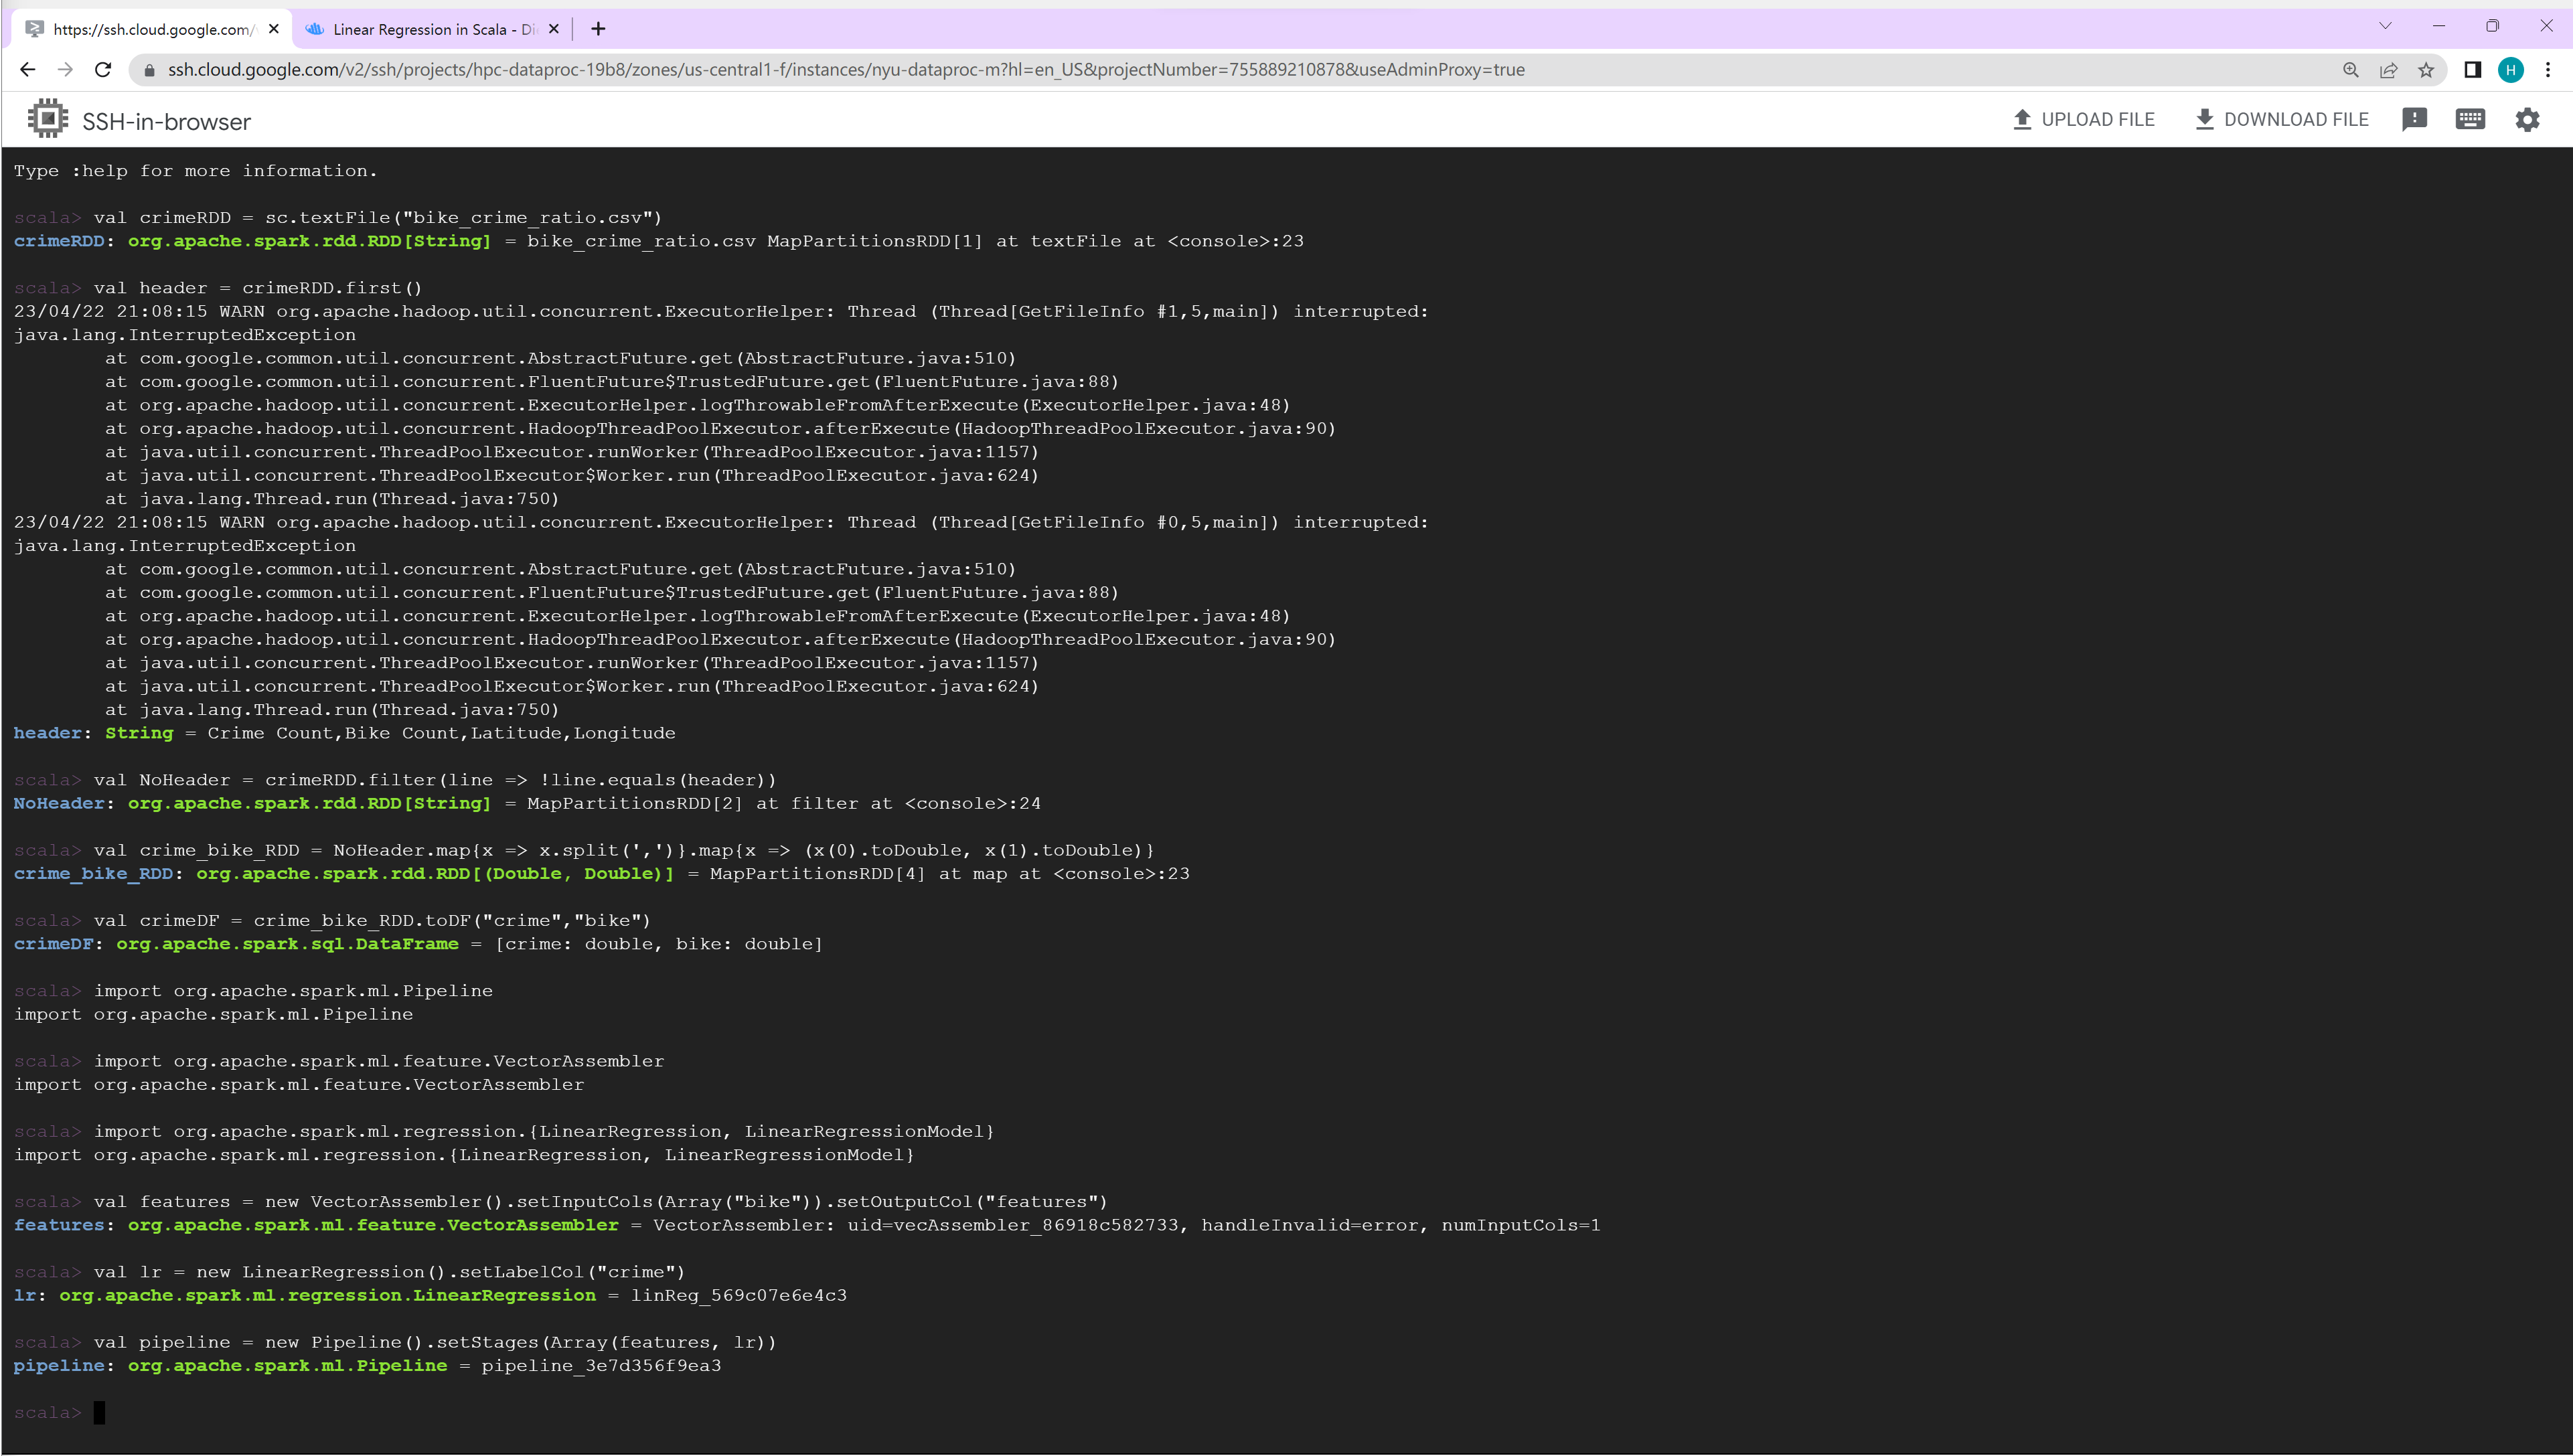 https://ssh.cloud.google.com/
Linear Regression in Scala - Di
ssh.cloud.google.com/v2/ssh/projects/hpc-dataproc-19b8/zones/us-central1-f/instances/nyu-dataproc-m?hl=en_US&projectNumber=755889210878&useAdminProxy=true
H
SSH-in-browser
UPLOAD FILE
DOWNLOAD FILE
Type :help for more information.
scala> val crimeRDD = sc.textFile("bike_crime_ratio.csv")
crimeRDD: org.apache.spark.rdd.RDD[String] = bike_crime_ratio.csv MapPartitionsRDD[1] at textFile at <console>:23
scala> val header = crimeRDD.first()
23/04/22 21:08:15 WARN org.apache.hadoop.util.concurrent.ExecutorHelper: Thread (Thread[GetFileInfo #1,5,main]) interrupted:
java.lang.InterruptedException
at com.google.common.util.concurrent.AbstractFuture.get(AbstractFuture.java:510)
at com.google.common.util.concurrent.FluentFuture$TrustedFuture.get(FluentFuture.java:88)
at org.apache.hadoop.util.concurrent.ExecutorHelper.logThrowableFromAfterExecute(ExecutorHelper.java:48)
at org.apache.hadoop.util.concurrent.HadoopThreadPoolExecutor.afterExecute(HadoopThreadPoolExecutor.java:90)
at java.util.concurrent.ThreadPoolExecutor.runWorker(ThreadPoolExecutor.java:1157)
at java.util.concurrent.ThreadPoolExecutor$Worker.run(ThreadPoolExecutor.java:624)
at java.lang.Thread.run(Thread.java:750)
23/04/22 21:08:15 WARN org.apache.hadoop.util.concurrent.ExecutorHelper: Thread (Thread[GetFileInfo #0,5,main]) interrupted:
java.lang.InterruptedException
at com.google.common.util.concurrent.AbstractFuture.get(AbstractFuture.java:510)
at com.google.common.util.concurrent.FluentFuture$TrustedFuture.get(FluentFuture.java:88)
at org.apache.hadoop.util.concurrent.ExecutorHelper.logThrowableFromAfterExecute(ExecutorHelper.java:48)
at org.apache.hadoop.util.concurrent.HadoopThreadPoolExecutor.afterExecute(HadoopThreadPoolExecutor.java:90)
at java.util.concurrent.ThreadPoolExecutor.runWorker(ThreadPoolExecutor.java:1157)
at java.util.concurrent.ThreadPoolExecutor$Worker.run(ThreadPoolExecutor.java:624)
at java.lang.Thread.run(Thread.java:750)
header: String = Crime Count,Bike Count,Latitude,Longitude
scala> val NoHeader = crimeRDD.filter(line => !line.equals(header))
NoHeader: org.apache.spark.rdd.RDD[String] = MapPartitionsRDD[2] at filter at <console>:24
scala> val crime_bike_RDD = NoHeader.map{x => x.split(',')}.map{x => (x(0).toDouble, x(1).toDouble)}
crime_bike_RDD: org.apache.spark.rdd.RDD[(Double, Double)] = MapPartitionsRDD[4] at map at <console>:23
scala> val crimeDF = crime_bike_RDD.toDF("crime","bike")
crimeDF: org.apache.spark.sql.DataFrame = [crime: double, bike: double]
scala> import org.apache.spark.ml.Pipeline
import org.apache.spark.ml.Pipeline
scala> import org.apache.spark.ml.feature.VectorAssembler
import org.apache.spark.ml.feature.VectorAssembler
scala> import org.apache.spark.ml.regression.{LinearRegression, LinearRegressionModel}
import org.apache.spark.ml.regression.{LinearRegression, LinearRegressionModel}
scala> val features = new VectorAssembler().setInputCols(Array("bike")).setOutputCol("features")
features: org.apache.spark.ml.feature.VectorAssembler = VectorAssembler: uid=vecAssembler_86918c582733, handleInvalid=error, numInputCols=1
scala> val lr = new LinearRegression().setLabelCol("crime")
lr: org.apache.spark.ml.regression.LinearRegression = linReg_569c07e6e4c3
scala> val pipeline = new Pipeline().setStages(Array(features, lr))
pipeline: org.apache.spark.ml.Pipeline = pipeline_3e7d356f9ea3
scala>